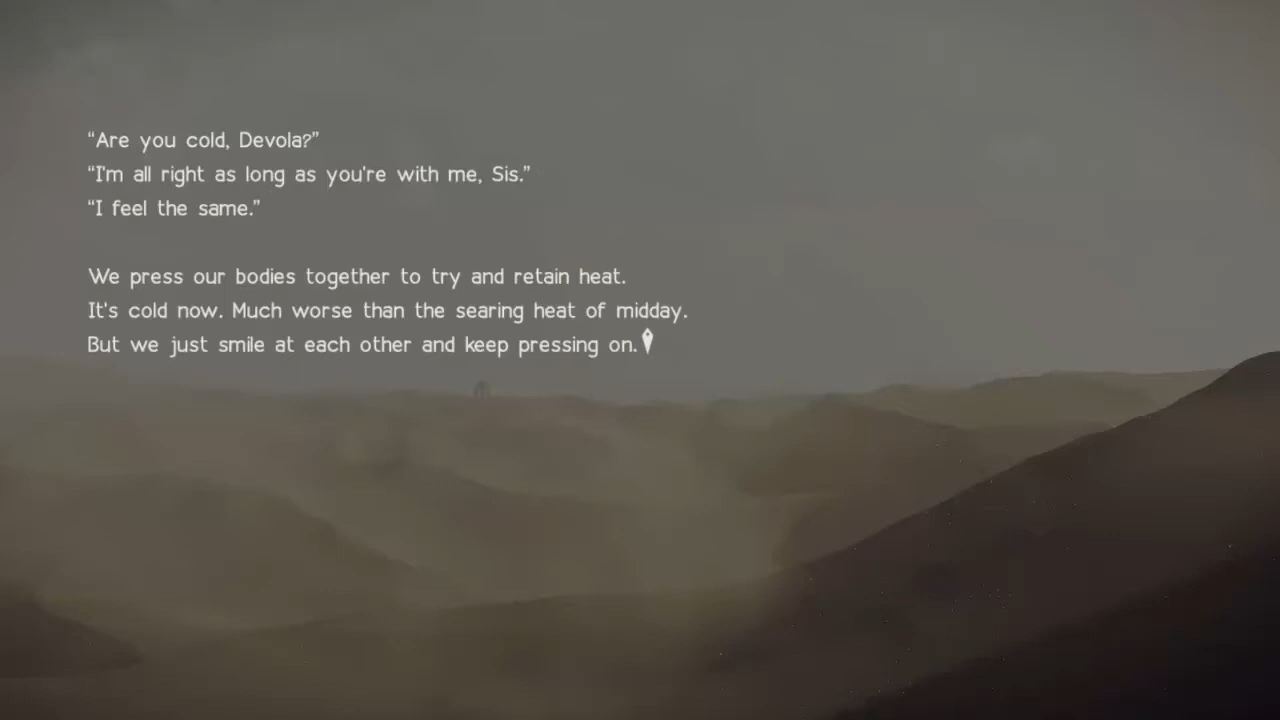 “Are you cold, Devola?”
“I'm all right as long as you're with me, Sis.”
“I feel the same.”
We press our bodies together to try and retain heat.
It's cold now. Much worse than the searing heat of midday.
But we just smile at each other and keep pressing on.